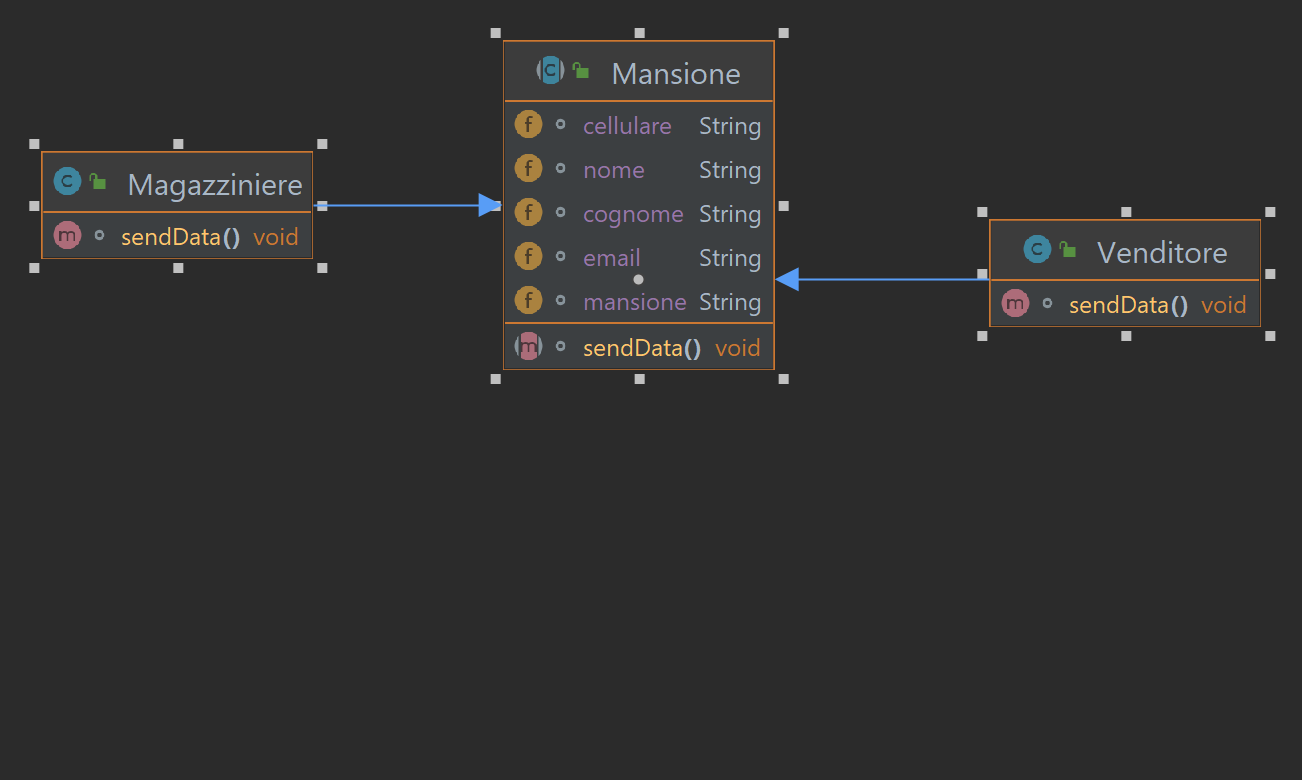 Magazziniere
sendData() void
Mansione
cellulare String
nome String
cognome String
email String
mansione String
sendData() void
Venditore
sendData() void